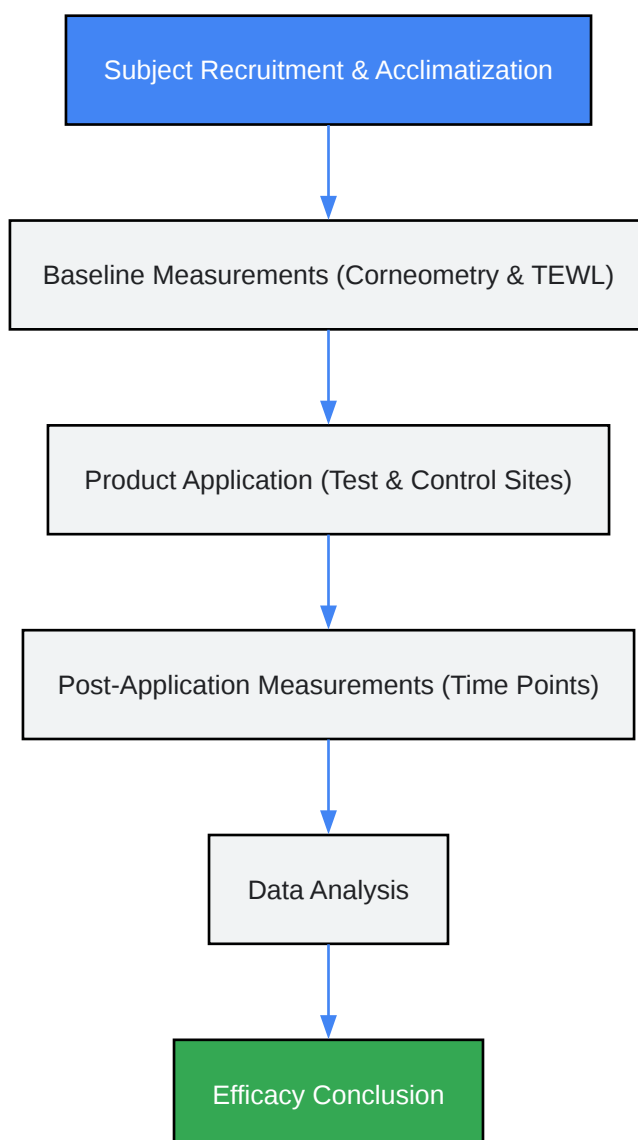 Subject Recruitment & Acclimatization
Baseline Measurements (Corneometry & TEWL)
Product Application (Test & Control Sites)
Post-Application Measurements (Time Points)
Data Analysis
Efficacy Conclusion